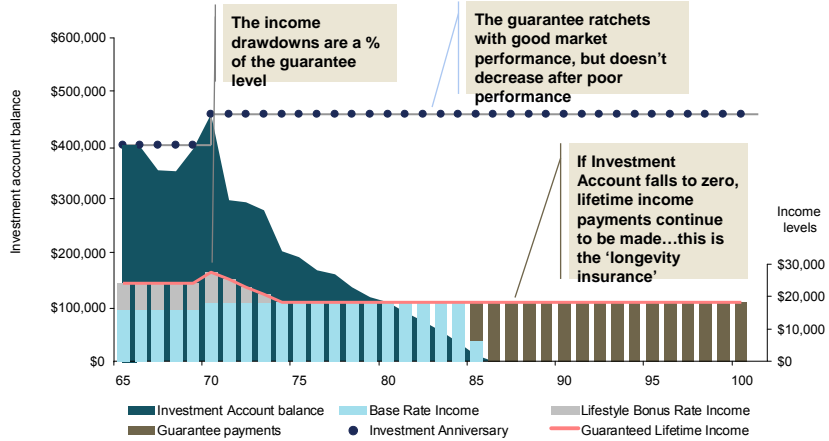 The income
drawdowns are a %
of the guarantee
level
The guarantee ratchets
with good market
performance, but doesn't
decrease after poor
performance
If Investment
Account falls to zero,
lifetime income
payments continue
to be made…this is
the 'longevity
insurance'
Investment account balance
$600,000
$500,000
$400,000
$300,000
$200,000
$100,000
$0
Income
levels
$30,000
$20,000
$10,000
$0
65 70 75 80 85 90 95 100
Investment Account balance Base Rate Income Lifestyle Bonus Rate Income
Guarantee payments Investment Anniversary Guaranteed Lifetime Income